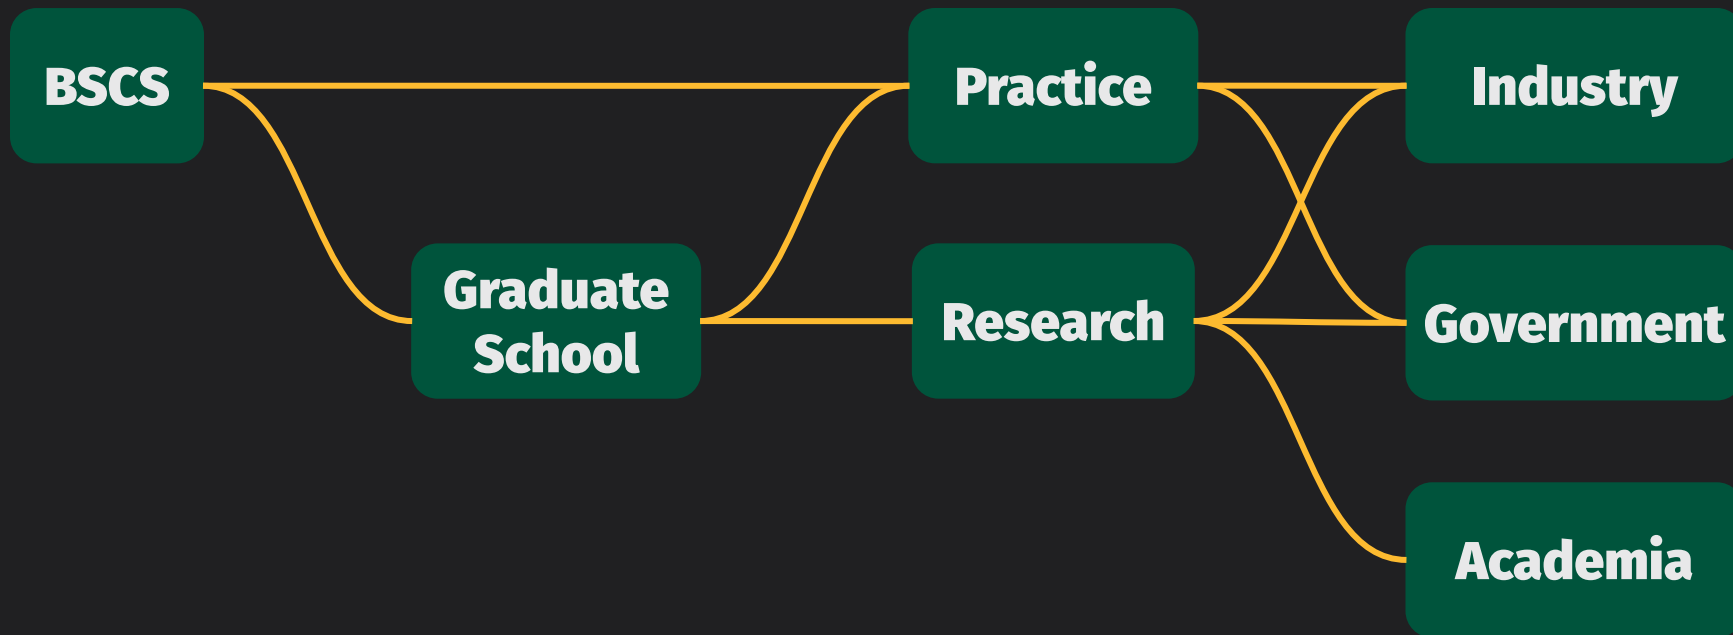 BSCS
Practice
Industry
Graduate
School
Research
Government
Academia